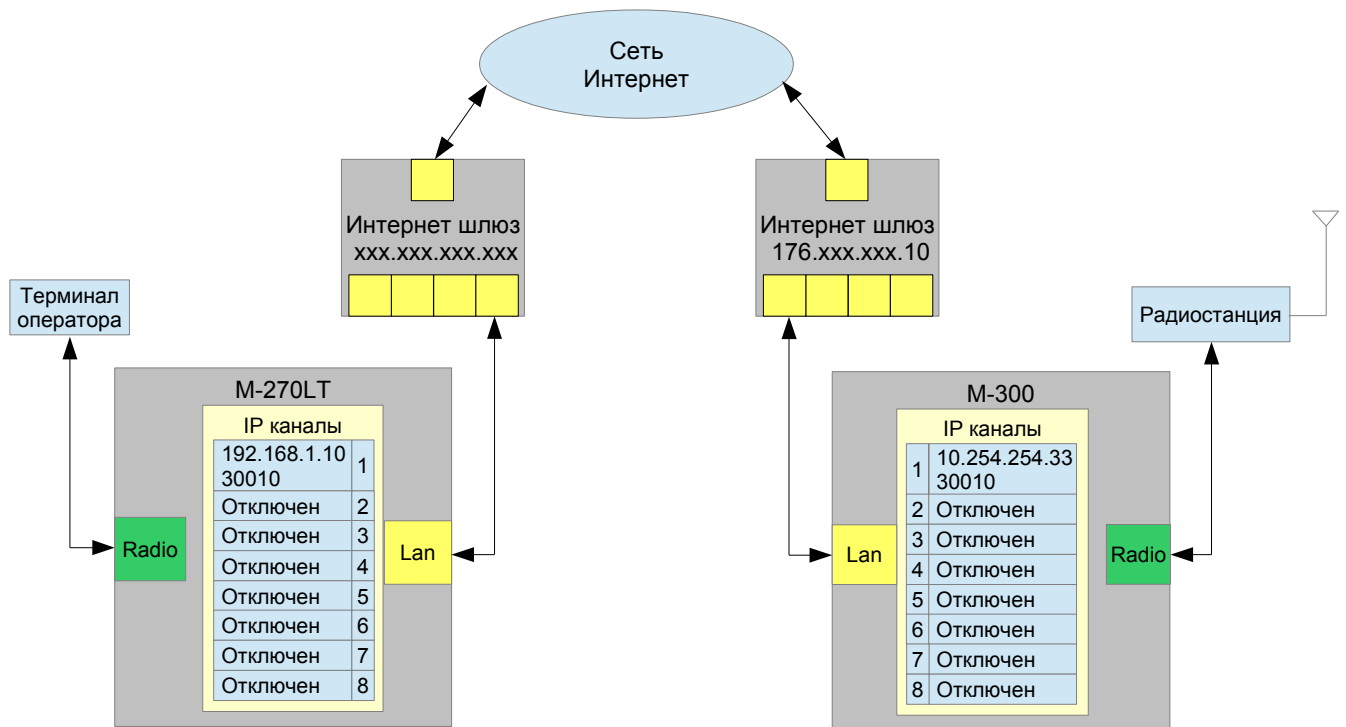 Сеть
Интернет
Интернет шлюз
xxx.xxx.xxx.xxx
Интернет шлюз
176.xxx.xxx.10
Терминал
оператора
Радиостанция
M-270LT
IP каналы
192.168.1.10
30010 1
Отключен 2
Отключен 3
Отключен 4
Отключен 5
Отключен 6
Отключен 7
Отключен 8
Radio
Lan
M-300
IP каналы
1 10.254.254.33
30010
2 Отключен
3 Отключен
4 Отключен
5 Отключен
6 Отключен
7 Отключен
8 Отключен
Lan
Radio